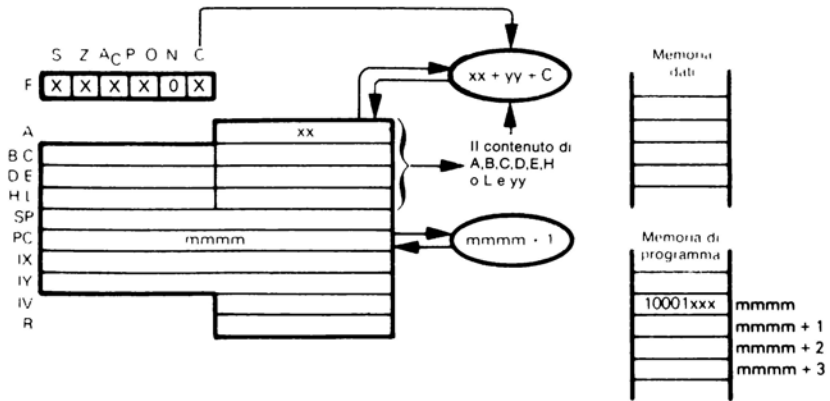 S Z AC P O N C
F X X X X 0 X
xx + yy + C
A xx
B C
D E
H L
SP
PC mmmm
IX
IY
IV
R
Il contenuto di
A,B,C,D,E,H
o L e yy
mmmm + 1
Memoria
dati
Memoria di
programma
10001xxx mmmm
mmmm + 1
mmmm + 2
mmmm + 3